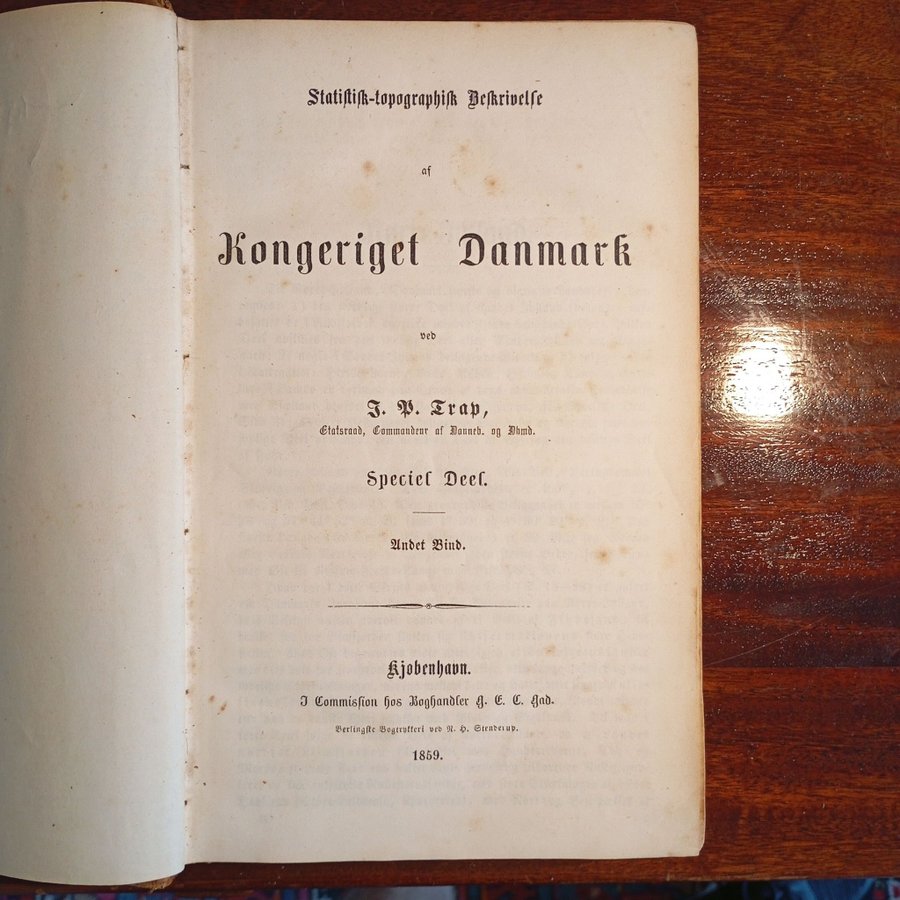 Statistisk-topographisk Beskrivelse
af
Kongeriget Danmark
ved
J. P. Trap,
Etatsraad, Commandeur af Danneb. og Dbmd.
Speciel Deel.
Andet Bind.
Kjøbenhavn.
I Commission hos Boghandler G. E. C. Gad.
Berlingske Bogtrykkeri ved N. H. Stenderup.
1859.